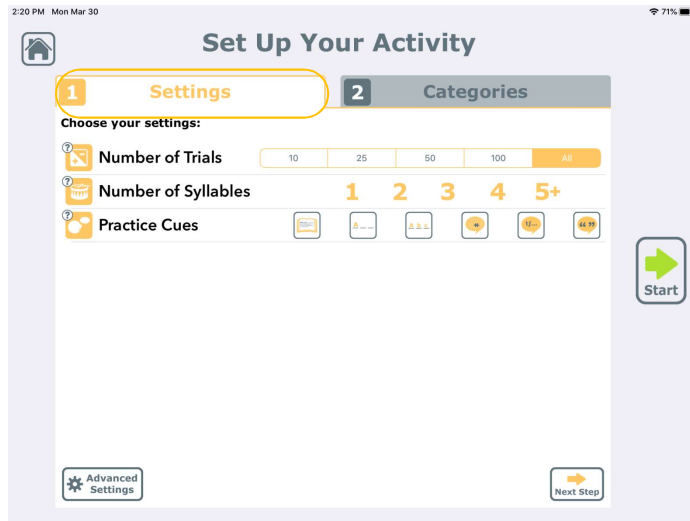 2:20 PM Mon Mar 30
71%
Set Up Your Activity
1 Settings
2 Categories
Choose your settings:
? Number of Trials 10 25 50 100 All
? Number of Syllables 1 2 3 4 5+
? Practice Cues A _ _ A b c “ ”
Start
Advanced
Settings
Next Step